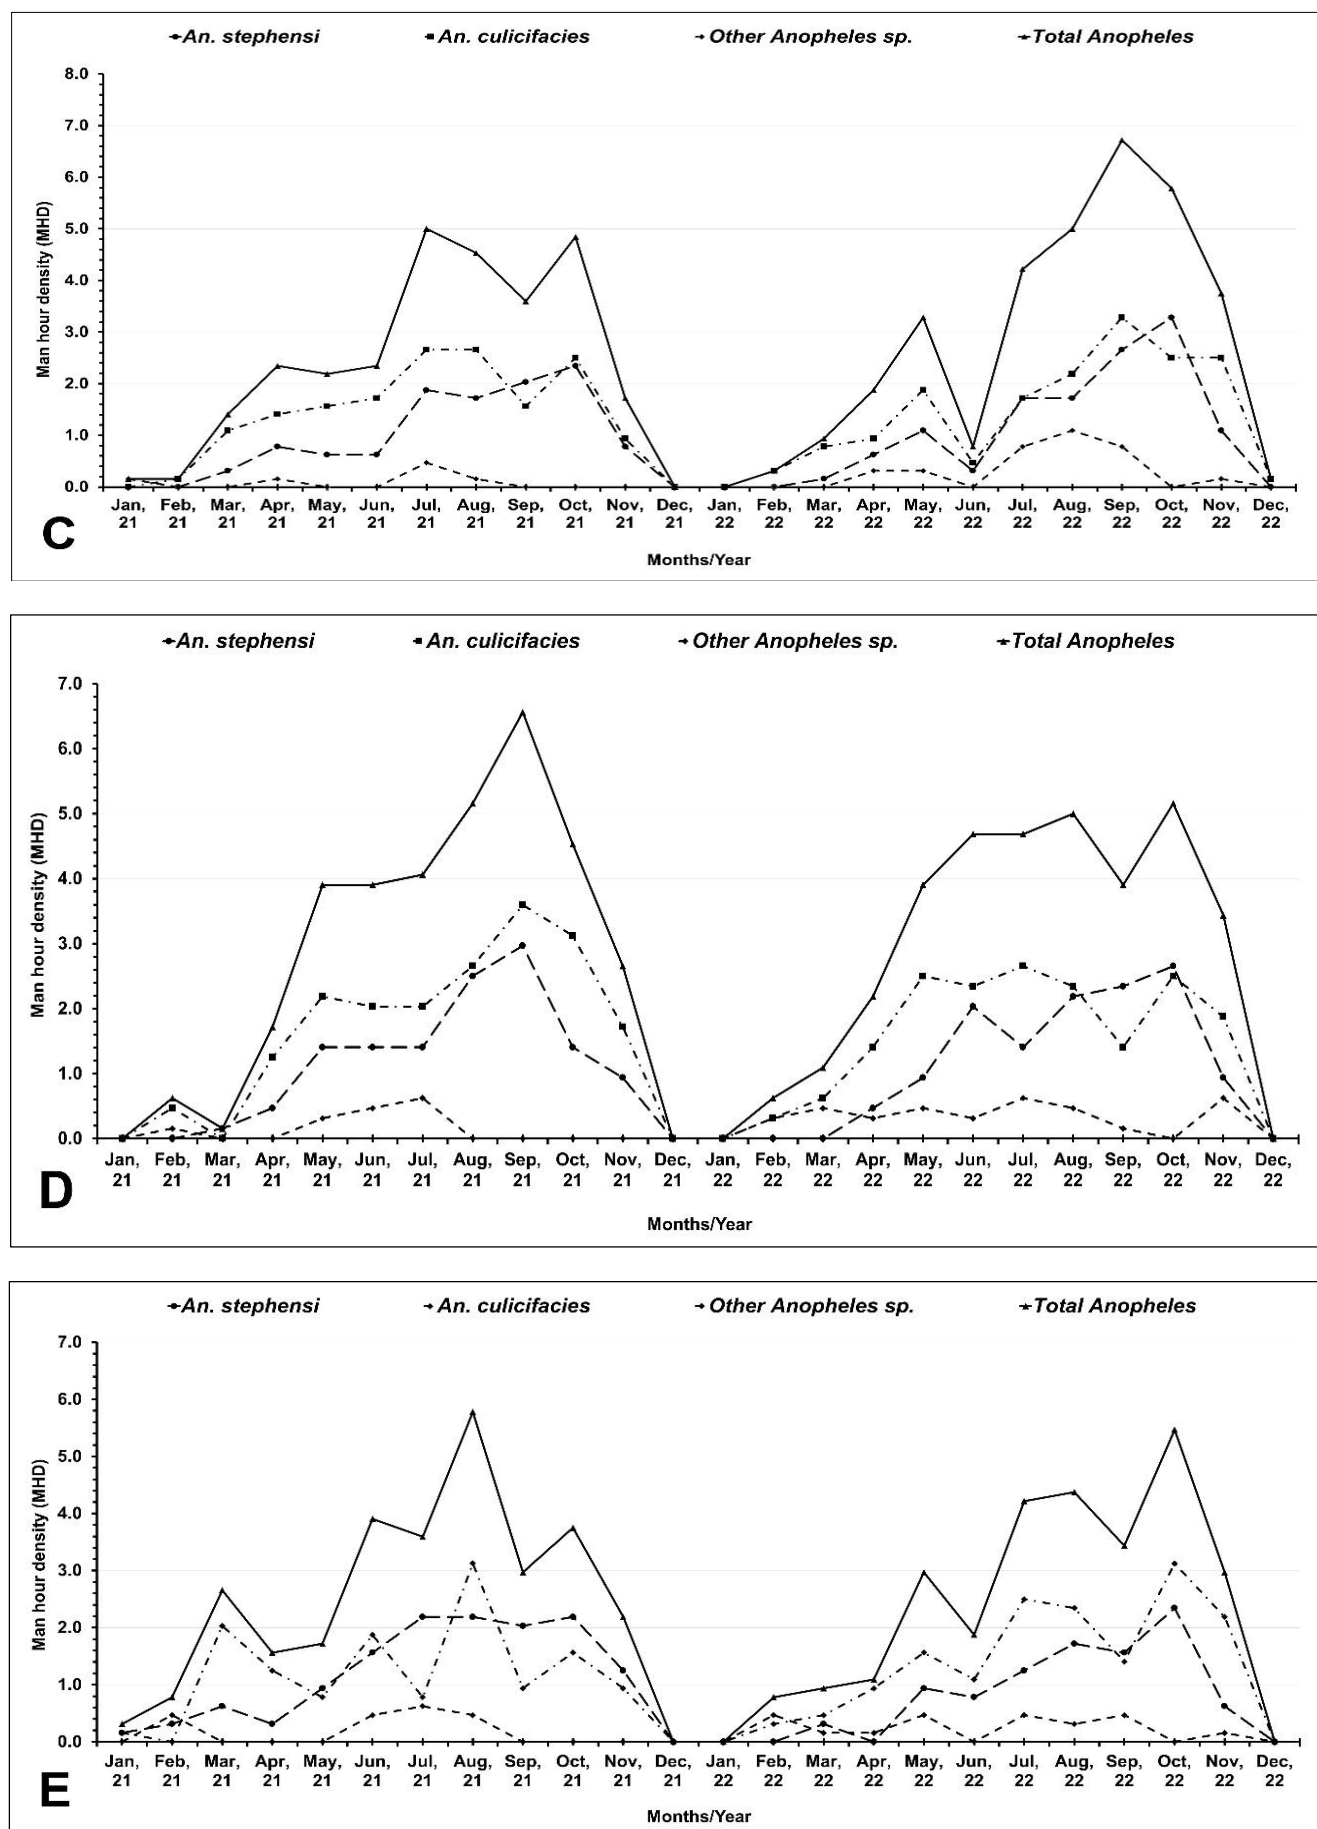 An. stephensi An. culicifacies Other Anopheles sp. Total Anopheles
8.0
7.0
6.0
5.0
4.0
3.0
2.0
1.0
0.0
Man hour density (MHD)
Jan, Feb, Mar, Apr, May, Jun, Jul, Aug, Sep, Oct, Nov, Dec, Jan, Feb, Mar, Apr, May, Jun, Jul, Aug, Sep, Oct, Nov, Dec,
21 21 21 21 21 21 21 21 21 21 21 21 22 22 22 22 22 22 22 22 22 22 22 22
C
Months/Year
An. stephensi An. culicifacies Other Anopheles sp. Total Anopheles
7.0
6.0
5.0
4.0
3.0
2.0
1.0
0.0
Man hour density (MHD)
Jan, Feb, Mar, Apr, May, Jun, Jul, Aug, Sep, Oct, Nov, Dec, Jan, Feb, Mar, Apr, May, Jun, Jul, Aug, Sep, Oct, Nov, Dec,
21 21 21 21 21 21 21 21 21 21 21 21 22 22 22 22 22 22 22 22 22 22 22 22
D
Months/Year
An. stephensi An. culicifacies Other Anopheles sp. Total Anopheles
7.0
6.0
5.0
4.0
3.0
2.0
1.0
0.0
Man hour density (MHD)
Jan, Feb, Mar, Apr, May, Jun, Jul, Aug, Sep, Oct, Nov, Dec, Jan, Feb, Mar, Apr, May, Jun, Jul, Aug, Sep, Oct, Nov, Dec,
21 21 21 21 21 21 21 21 21 21 21 21 22 22 22 22 22 22 22 22 22 22 22 22
E
Months/Year